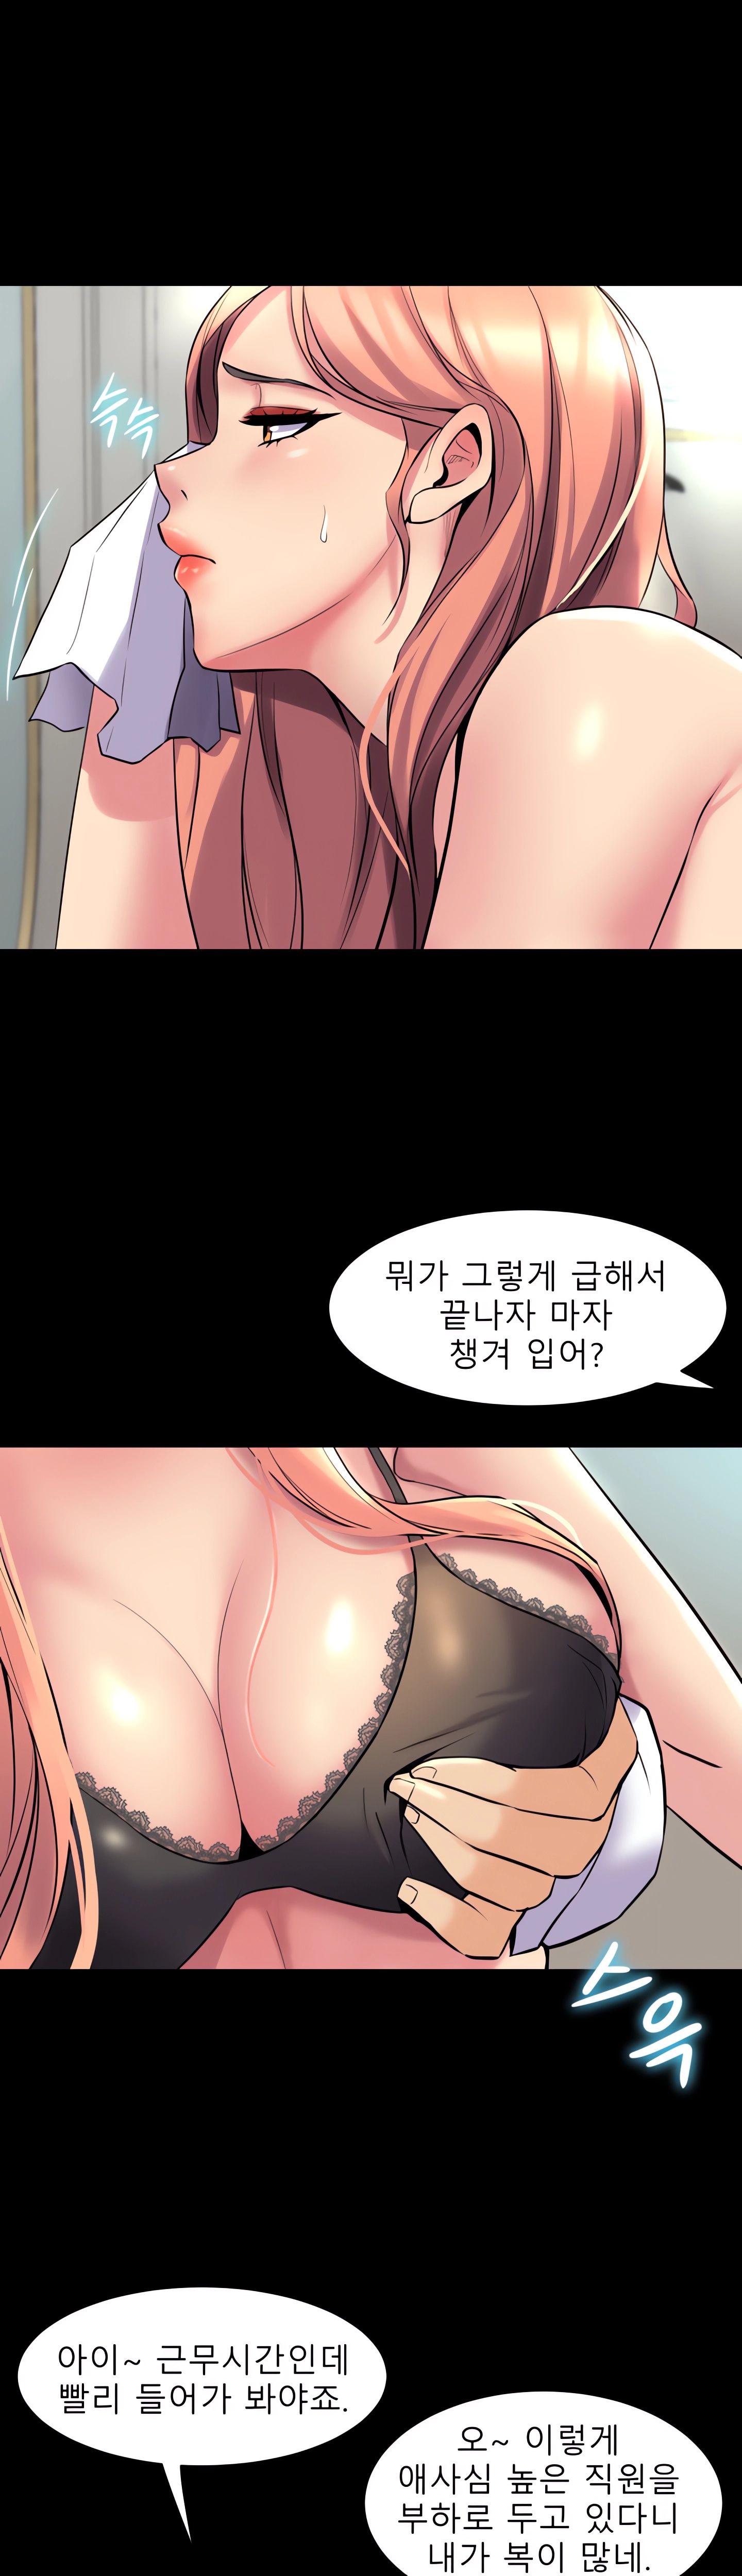 슥슥
뭐가 그렇게 급해서
끝나자 마자
챙겨 입어?
스윽
아이~ 근무시간인데
빨리 들어가 봐야죠.
오~ 이렇게
애사심 높은 직원을
부하로 두고 있다니
내가 복이 많네.